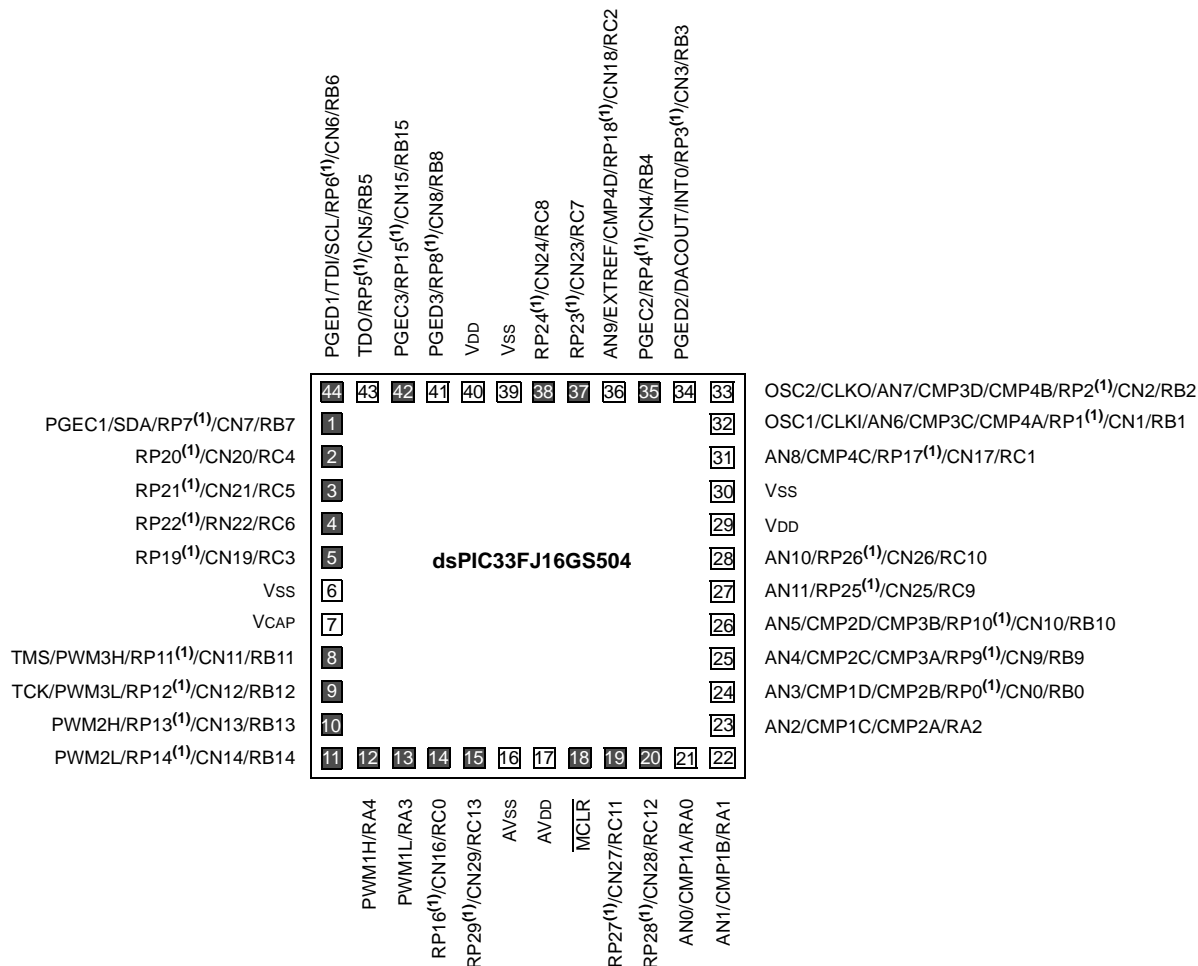 PGED1/TDI/SCL/RP6(1)/CN6/RB6
TDO/RP5(1)/CN5/RB5
PGEC3/RP15(1)/CN15/RB15
PGED3/RP8(1)/CN8/RB8
VDD
VSS
RP24(1)/CN24/RC8
RP23(1)/CN23/RC7
AN9/EXTREF/CMP4D/RP18(1)/CN18/RC2
PGEC2/RP4(1)/CN4/RB4
PGED2/DACOUT/INT0/RP3(1)/CN3/RB3
44 43 42 41 40 39 38 37 36 35 34 33
OSC2/CLKO/AN7/CMP3D/CMP4B/RP2(1)/CN2/RB2
PGEC1/SDA/RP7(1)/CN7/RB7 1
32 OSC1/CLKI/AN6/CMP3C/CMP4A/RP1(1)/CN1/RB1
RP20(1)/CN20/RC4 2
31 AN8/CMP4C/RP17(1)/CN17/RC1
RP21(1)/CN21/RC5 3
30 VSS
RP22(1)/RN22/RC6 4
29 VDD
RP19(1)/CN19/RC3 5
dsPIC33FJ16GS504
28 AN10/RP26(1)/CN26/RC10
VSS 6
27 AN11/RP25(1)/CN25/RC9
VCAP 7
26 AN5/CMP2D/CMP3B/RP10(1)/CN10/RB10
TMS/PWM3H/RP11(1)/CN11/RB11 8
25 AN4/CMP2C/CMP3A/RP9(1)/CN9/RB9
TCK/PWM3L/RP12(1)/CN12/RB12 9
24 AN3/CMP1D/CMP2B/RP0(1)/CN0/RB0
PWM2H/RP13(1)/CN13/RB13 10
23 AN2/CMP1C/CMP2A/RA2
PWM2L/RP14(1)/CN14/RB14
11 12 13 14 15 16 17 18 19 20 21 22
PWM1H/RA4
PWM1L/RA3
RP16(1)/CN16/RC0
RP29(1)/CN29/RC13
AVSS
AVDD
MCLR
RP27(1)/CN27/RC11
RP28(1)/CN28/RC12
AN0/CMP1A/RA0
AN1/CMP1B/RA1